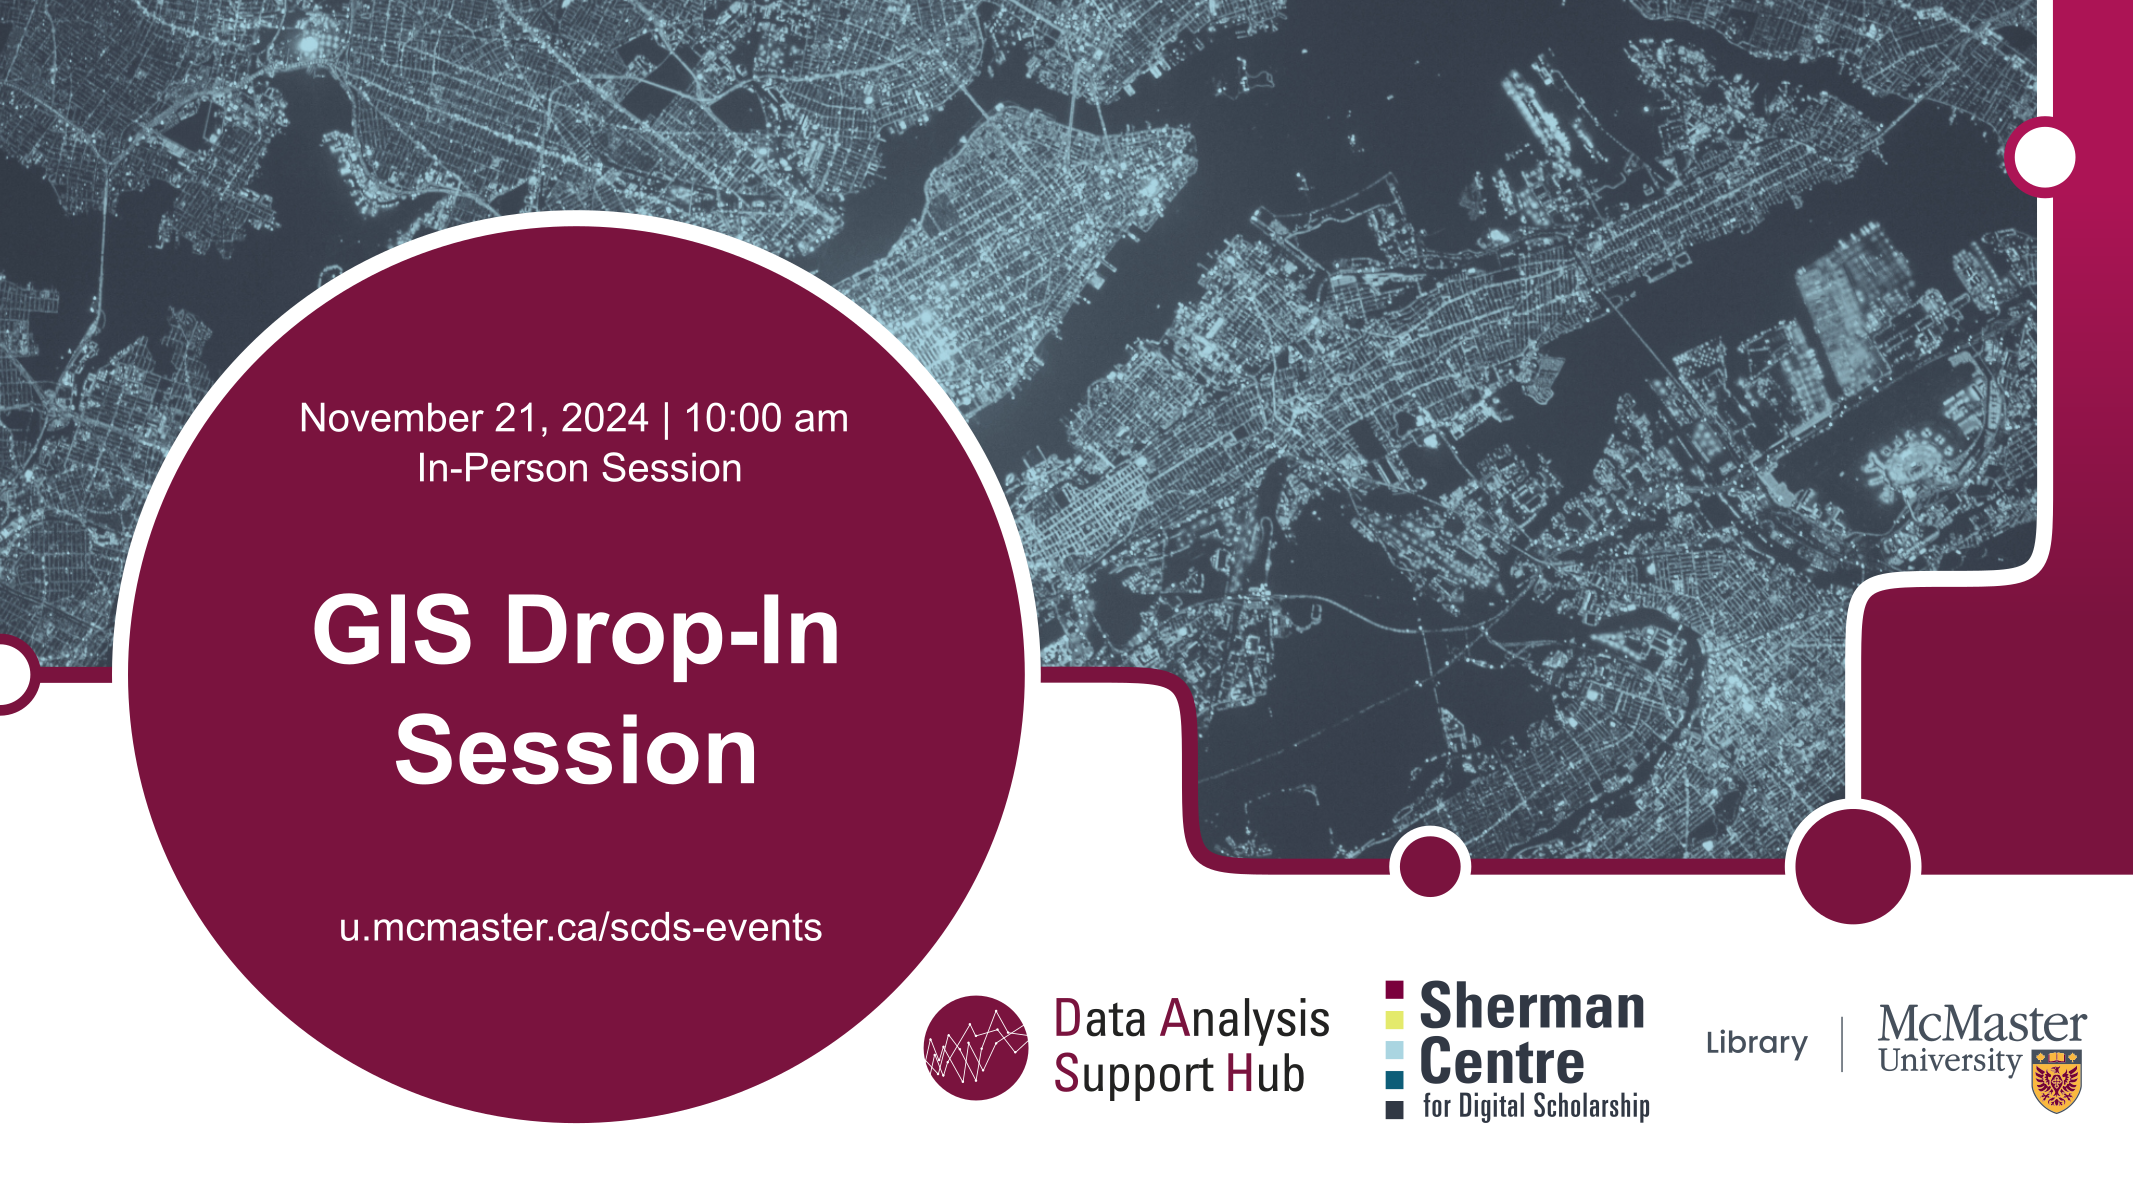 November 21, 2024 | 10:00 am
In-Person Session
GIS Drop-In
Session
u.mcmaster.ca/scds-events
Data Analysis
Support Hub
Sherman
Centre
for Digital Scholarship
Library
McMaster
University